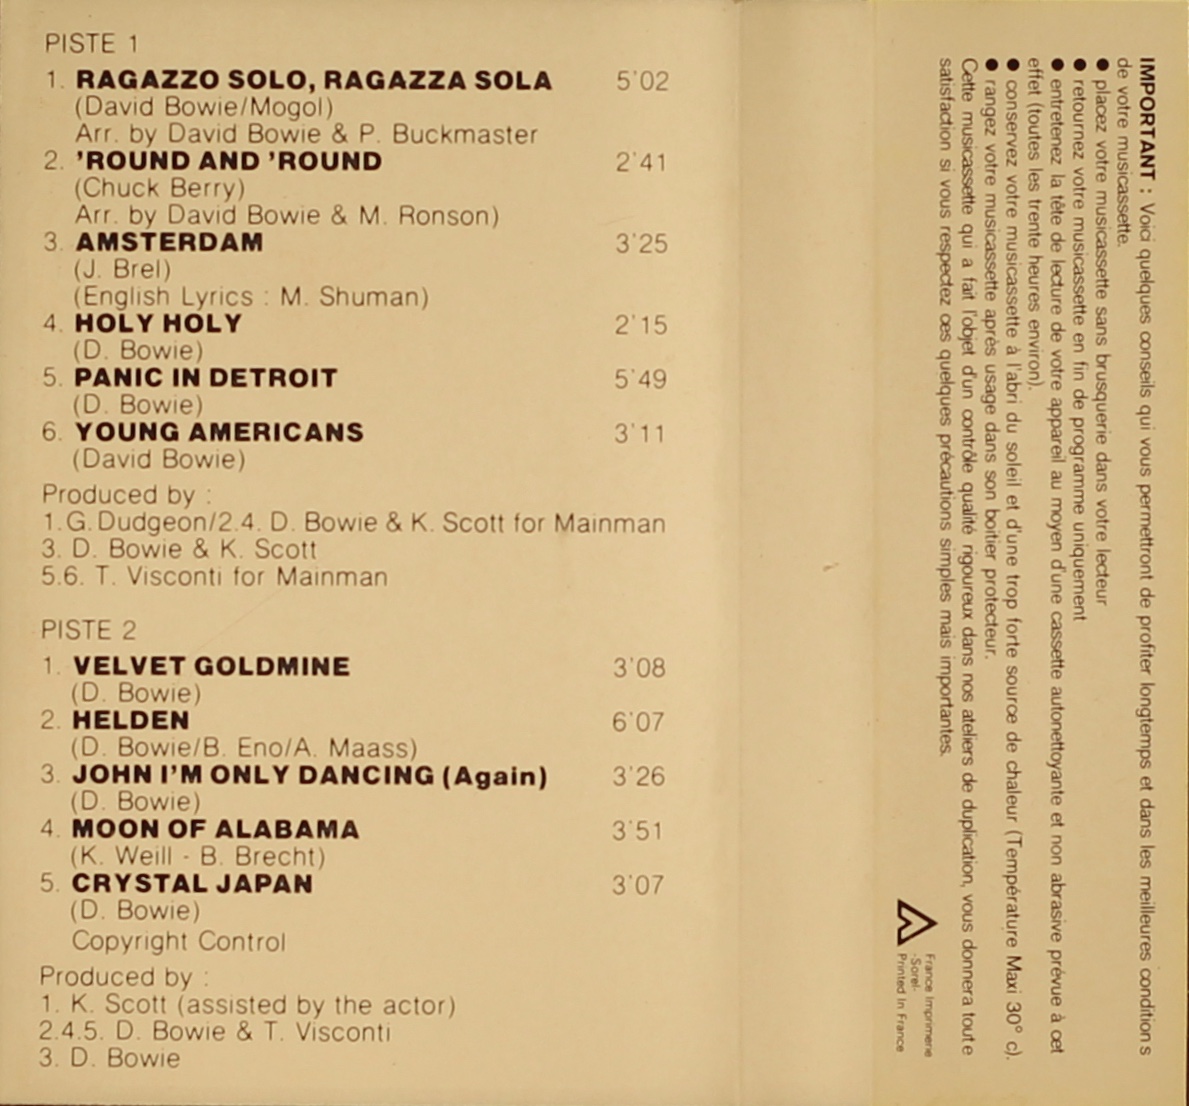 PISTE 1
1. RAGAZZO SOLO, RAGAZZA SOLA 5'02
(David Bowie/Mogol)
Arr. by David Bowie & P. Buckmaster
2. 'ROUND AND 'ROUND 2'41
(Chuck Berry)
Arr. by David Bowie & M. Ronson)
3. AMSTERDAM 3'25
(J. Brel)
(English Lyrics : M. Shuman)
4. HOLY HOLY 2'15
(D. Bowie)
5. PANIC IN DETROIT 5'49
(D. Bowie)
6. YOUNG AMERICANS 3'11
(David Bowie)
Produced by :
1.G. Dudgeon/2.4. D. Bowie & K. Scott for Mainman
3. D. Bowie & K. Scott
5.6. T. Visconti for Mainman
PISTE 2
1. VELVET GOLDMINE 3'08
(D. Bowie)
2. HELDEN 6'07
(D. Bowie/B. Eno/A. Maass)
3. JOHN I'M ONLY DANCING (Again) 3'26
(D. Bowie)
4. MOON OF ALABAMA 3'51
(K. Weill - B. Brecht)
5. CRYSTAL JAPAN 3'07
(D. Bowie)
Copyright Control
Produced by :
1. K. Scott (assisted by the actor)
2.4.5. D. Bowie & T. Visconti
3. D. Bowie
IMPORTANT : Voici quelques conseils qui vous permettront de profiter longtemps et dans les meilleures conditions
de votre musicassette.
● placez votre musicassette sans brusquerie dans votre lecteur
● retournez votre musicassette en fin de programme uniquement
● entretenez la tête de lecture de votre appareil au moyen d'une cassette autonettoyante et non abrasive prévue à cet
effet (toutes les trente heures environ).
● conservez votre musicassette à l'abri du soleil et d'une trop forte source de chaleur (Température Maxi 30° c).
● rangez votre musicassette après usage dans son boitier protecteur.
Cette musicassette qui a fait l'objet d'un contrôle qualité rigoureux dans nos ateliers de duplication, vous donnera toute
satisfaction si vous respectez ces quelques précautions simples mais importantes.
France Imprimerie
-Sorel-
Printed in France